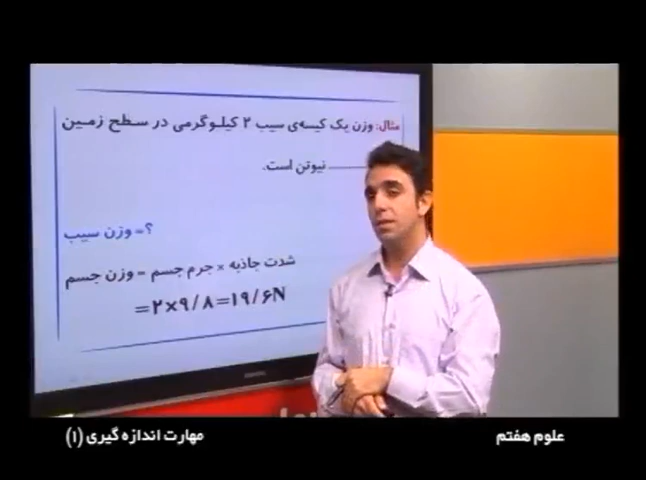 مثال: وزن یک کیسه‌ی سیب ۲ کیلوگرمی در سطح زمین
نیوتن است.
؟= وزن سیب
شدت جاذبه × جرم جسم = وزن جسم
=۲×۹/۸=۱۹/۶N
علوم هفتم
مهارت اندازه گیری (۱)